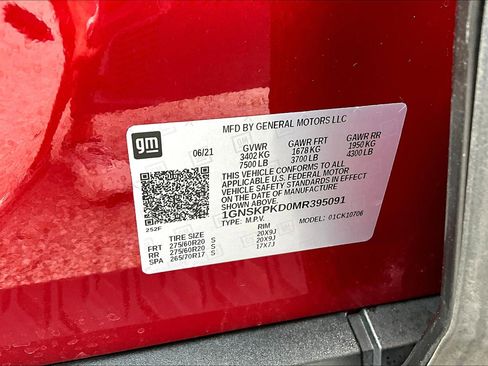 MFD BY GENERAL MOTORS LLC
gm 06/21 GVWR GAWR FRT GAWR RR
3402 KG 1678 KG 1950 KG
7500 LB 3700 LB 4300 LB
THIS VEHICLE CONFORMS TO ALL
APPLICABLE U.S. FEDERAL MOTOR
VEHICLE SAFETY STANDARDS IN EFFECT
ON THE DATE OF MANUFACTURE
SHOWN ABOVE.
1GNSKPKD0MR395091
252F TYPE: M.P.V. MODEL: 01CK10706
TIRE SIZE RIM
FRT 275/60R20 S 20X9J
RR 275/60R20 S 20X9J
SPA 265/70R17 S 17X7J